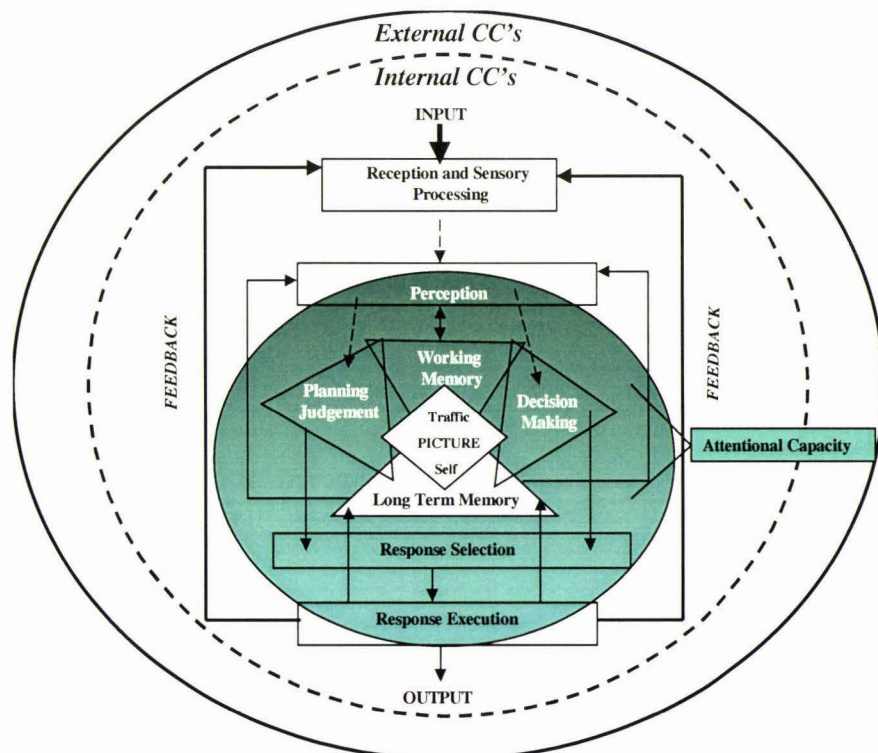 External CC's
Internal CC's
INPUT
Reception and Sensory
Processing
Perception
FEEDBACK
FEEDBACK
Working
Memory
Planning
Judgement
Decision
Making
Traffic
PICTURE
Self
Attentional Capacity
Long Term Memory
Response Selection
Response Execution
OUTPUT